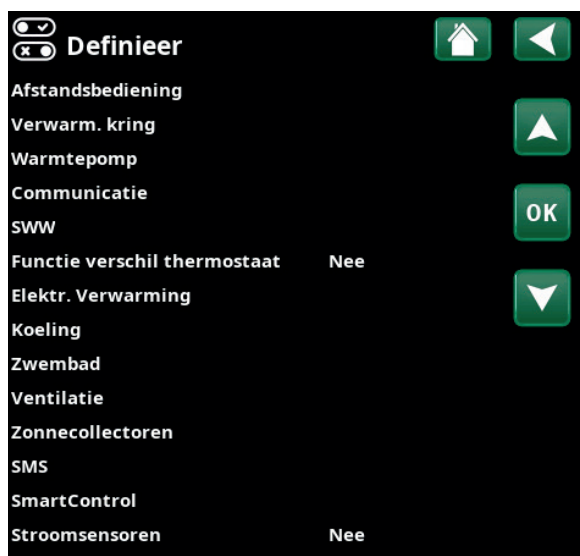 Definieer
Afstandsbediening
Verwarm. kring
Warmtepomp
Communicatie
OK
SWW
Functie verschil thermostaat Nee
Elektr. Verwarming
Koeling
Zwembad
Ventilatie
Zonnecollectoren
SMS
SmartControl
Stroomsensoren Nee